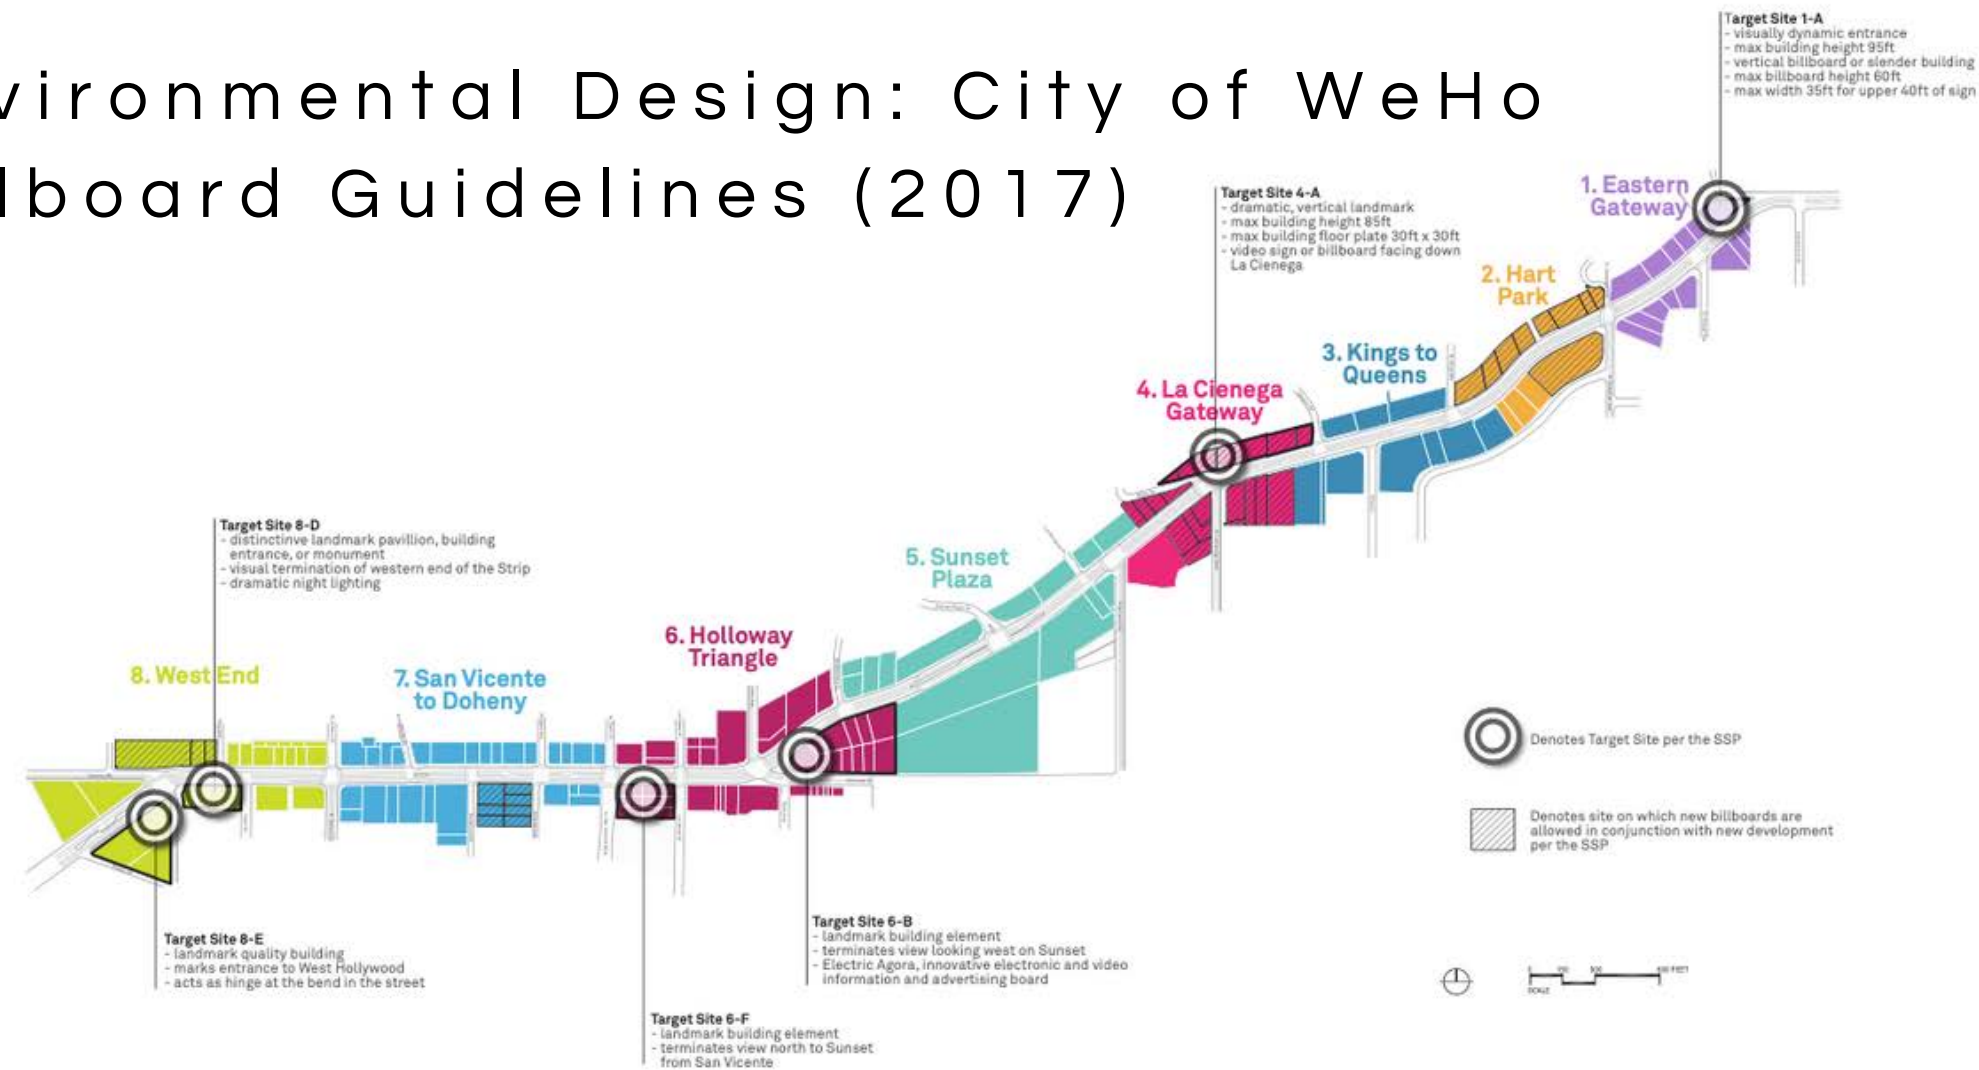 vironmental Design: City of WeHo
lboard Guidelines (2017)
Target Site 1-A
- visually dynamic entrance
- max building height 95ft
- vertical billboard or slender building
- max billboard height 60ft
- max width 35ft for upper 40ft of sign
1. Eastern
Gateway
Target Site 4-A
- dramatic, vertical landmark
- max building height 85ft
- max building floor plate 30ft x 30ft
- video sign or billboard facing down
La Cienega
2. Hart
Park
3. Kings to
Queens
4. La Cienega
Gateway
Target Site 8-D
- distinctinve landmark pavillion, building
entrance, or monument
- visual termination of western end of the Strip
- dramatic night lighting
5. Sunset
Plaza
6. Holloway
Triangle
8. West End
7. San Vicente
to Doheny
Denotes Target Site per the SSP
Denotes site on which new billboards are
allowed in conjunction with new development
per the SSP
Target Site 8-E
- landmark quality building
- marks entrance to West Hollywood
- acts as hinge at the bend in the street
Target Site 6-B
- landmark building element
- terminates view looking west on Sunset
- Electric Agora, innovative electronic and video
information and advertising board
Target Site 6-F
- landmark building element
- terminates view north to Sunset
from San Vicente
SCALE